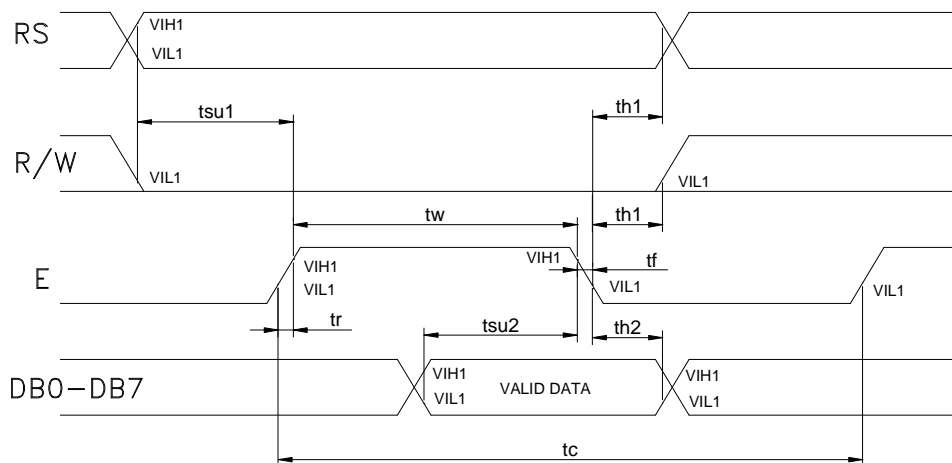 RS
VIH1
VIL1
tsu1
th1
R/W
VIL1
VIL1
tw
th1
E
VIH1
VIL1
VIH1
tf
VIL1
VIL1
tr
tsu2
th2
DB0-DB7
VIH1
VIL1
VALID DATA
VIH1
VIL1
tc